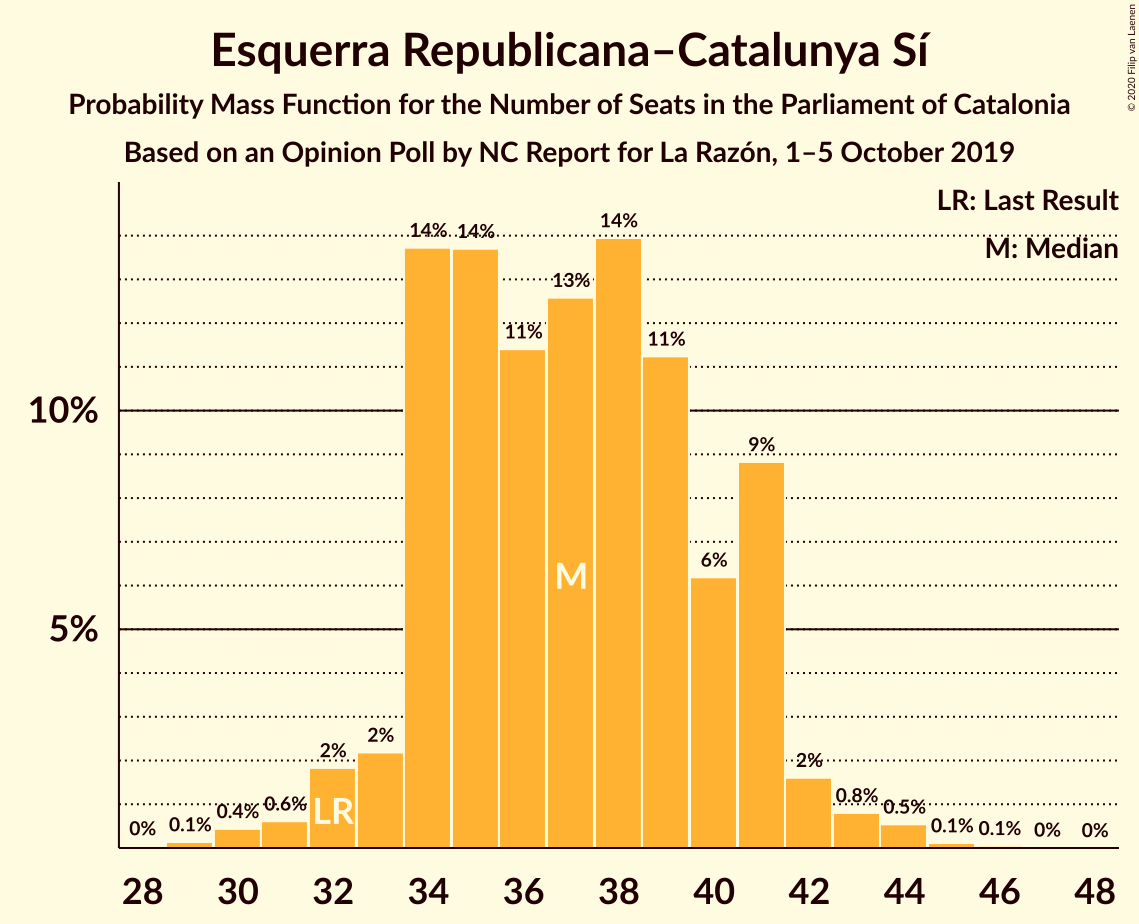 Esquerra Republicana–Catalunya Sí
Probability Mass Function for the Number of Seats in the Parliament of Catalonia
Based on an Opinion Poll by NC Report for La Razón, 1–5 October 2019
© 2020 Filip van Laenen
LR: Last Result
M: Median
10%
5%
0%
0.1%
0.4%
0.6%
2%
2%
14%
14%
11%
13%
14%
11%
6%
9%
2%
0.8%
0.5%
0.1%
0.1%
0%
0%
LR
M
28 30 32 34 36 38 40 42 44 46 48